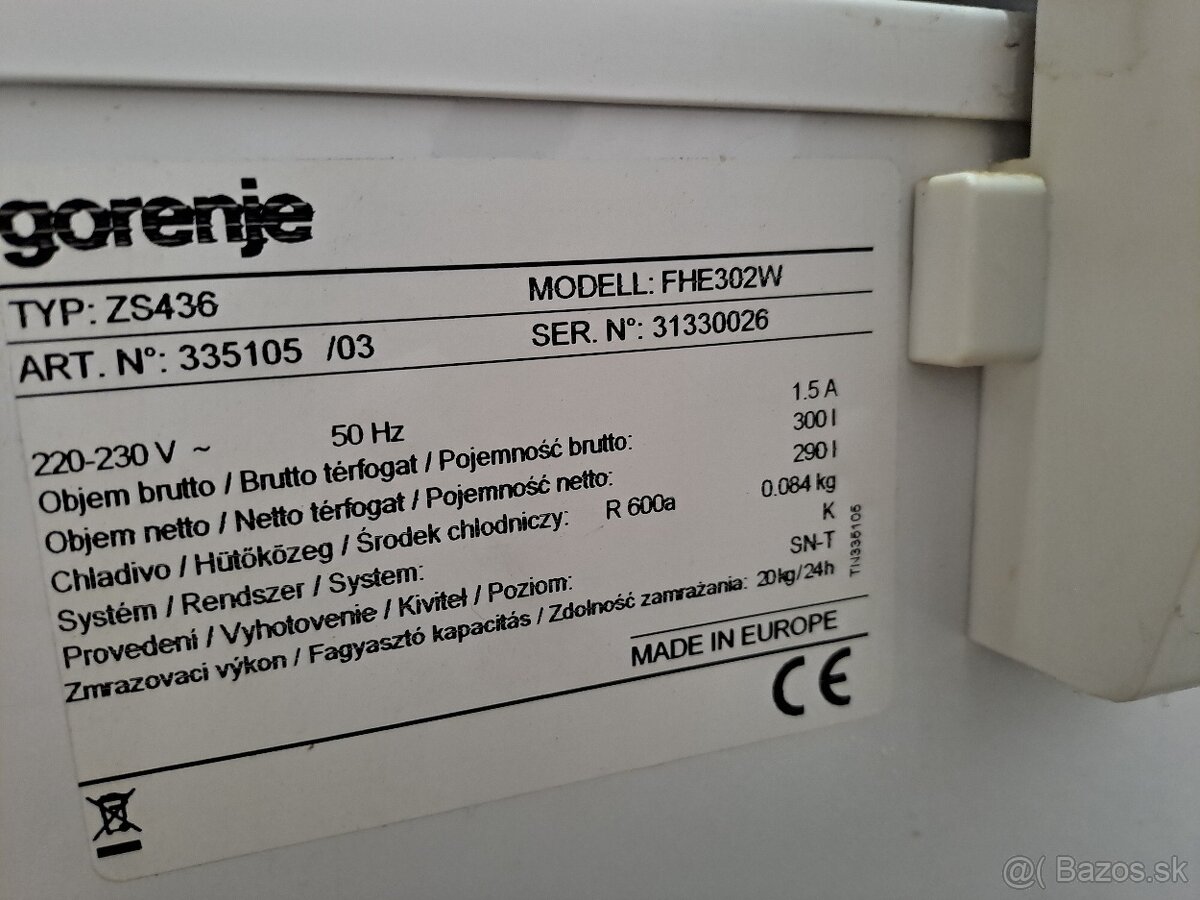 gorenje
TYP: ZS436 MODELL: FHE302W
ART. N°: 335105 /03 SER. N°: 31330026
220-230 V ~ 50 Hz 1.5 A
Objem brutto / Brutto térfogat / Pojemność brutto: 300 l
Objem netto / Netto térfogat / Pojemność netto: 290 l
Chladivo / Hűtőközeg / Środek chlodniczy: R 600a 0.084 kg
Systém / Rendszer / System: K
Provedení / Vyhotovenie / Kivitel / Poziom: SN-T
Zmrazovaci výkon / Fagyasztó kapacitás / Zdolność zamrażania: 20kg/24h
TN335105
MADE IN EUROPE
CE
@( Bazos.sk